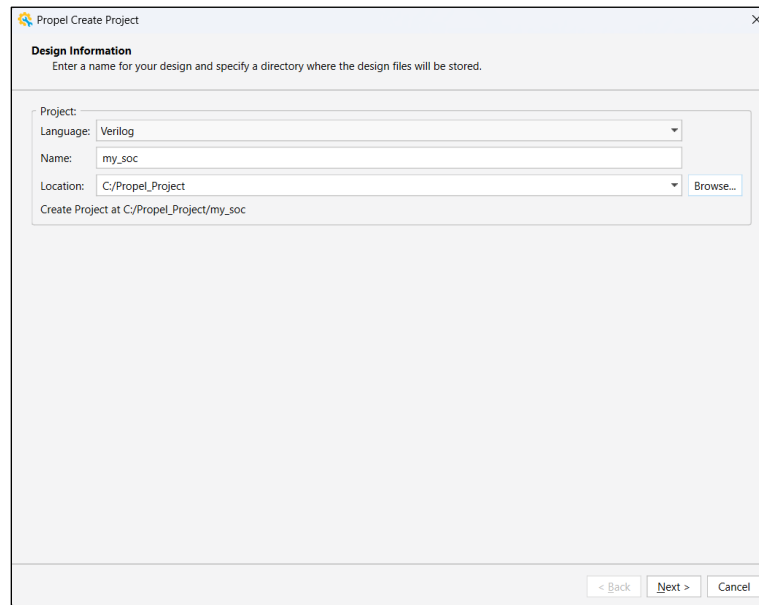 Propel Create Project
Design Information
Enter a name for your design and specify a directory where the design files will be stored.
Project:
Language: Verilog
Name: my_soc
Location: C:/Propel_Project Browse...
Create Project at C:/Propel_Project/my_soc
< Back Next > Cancel